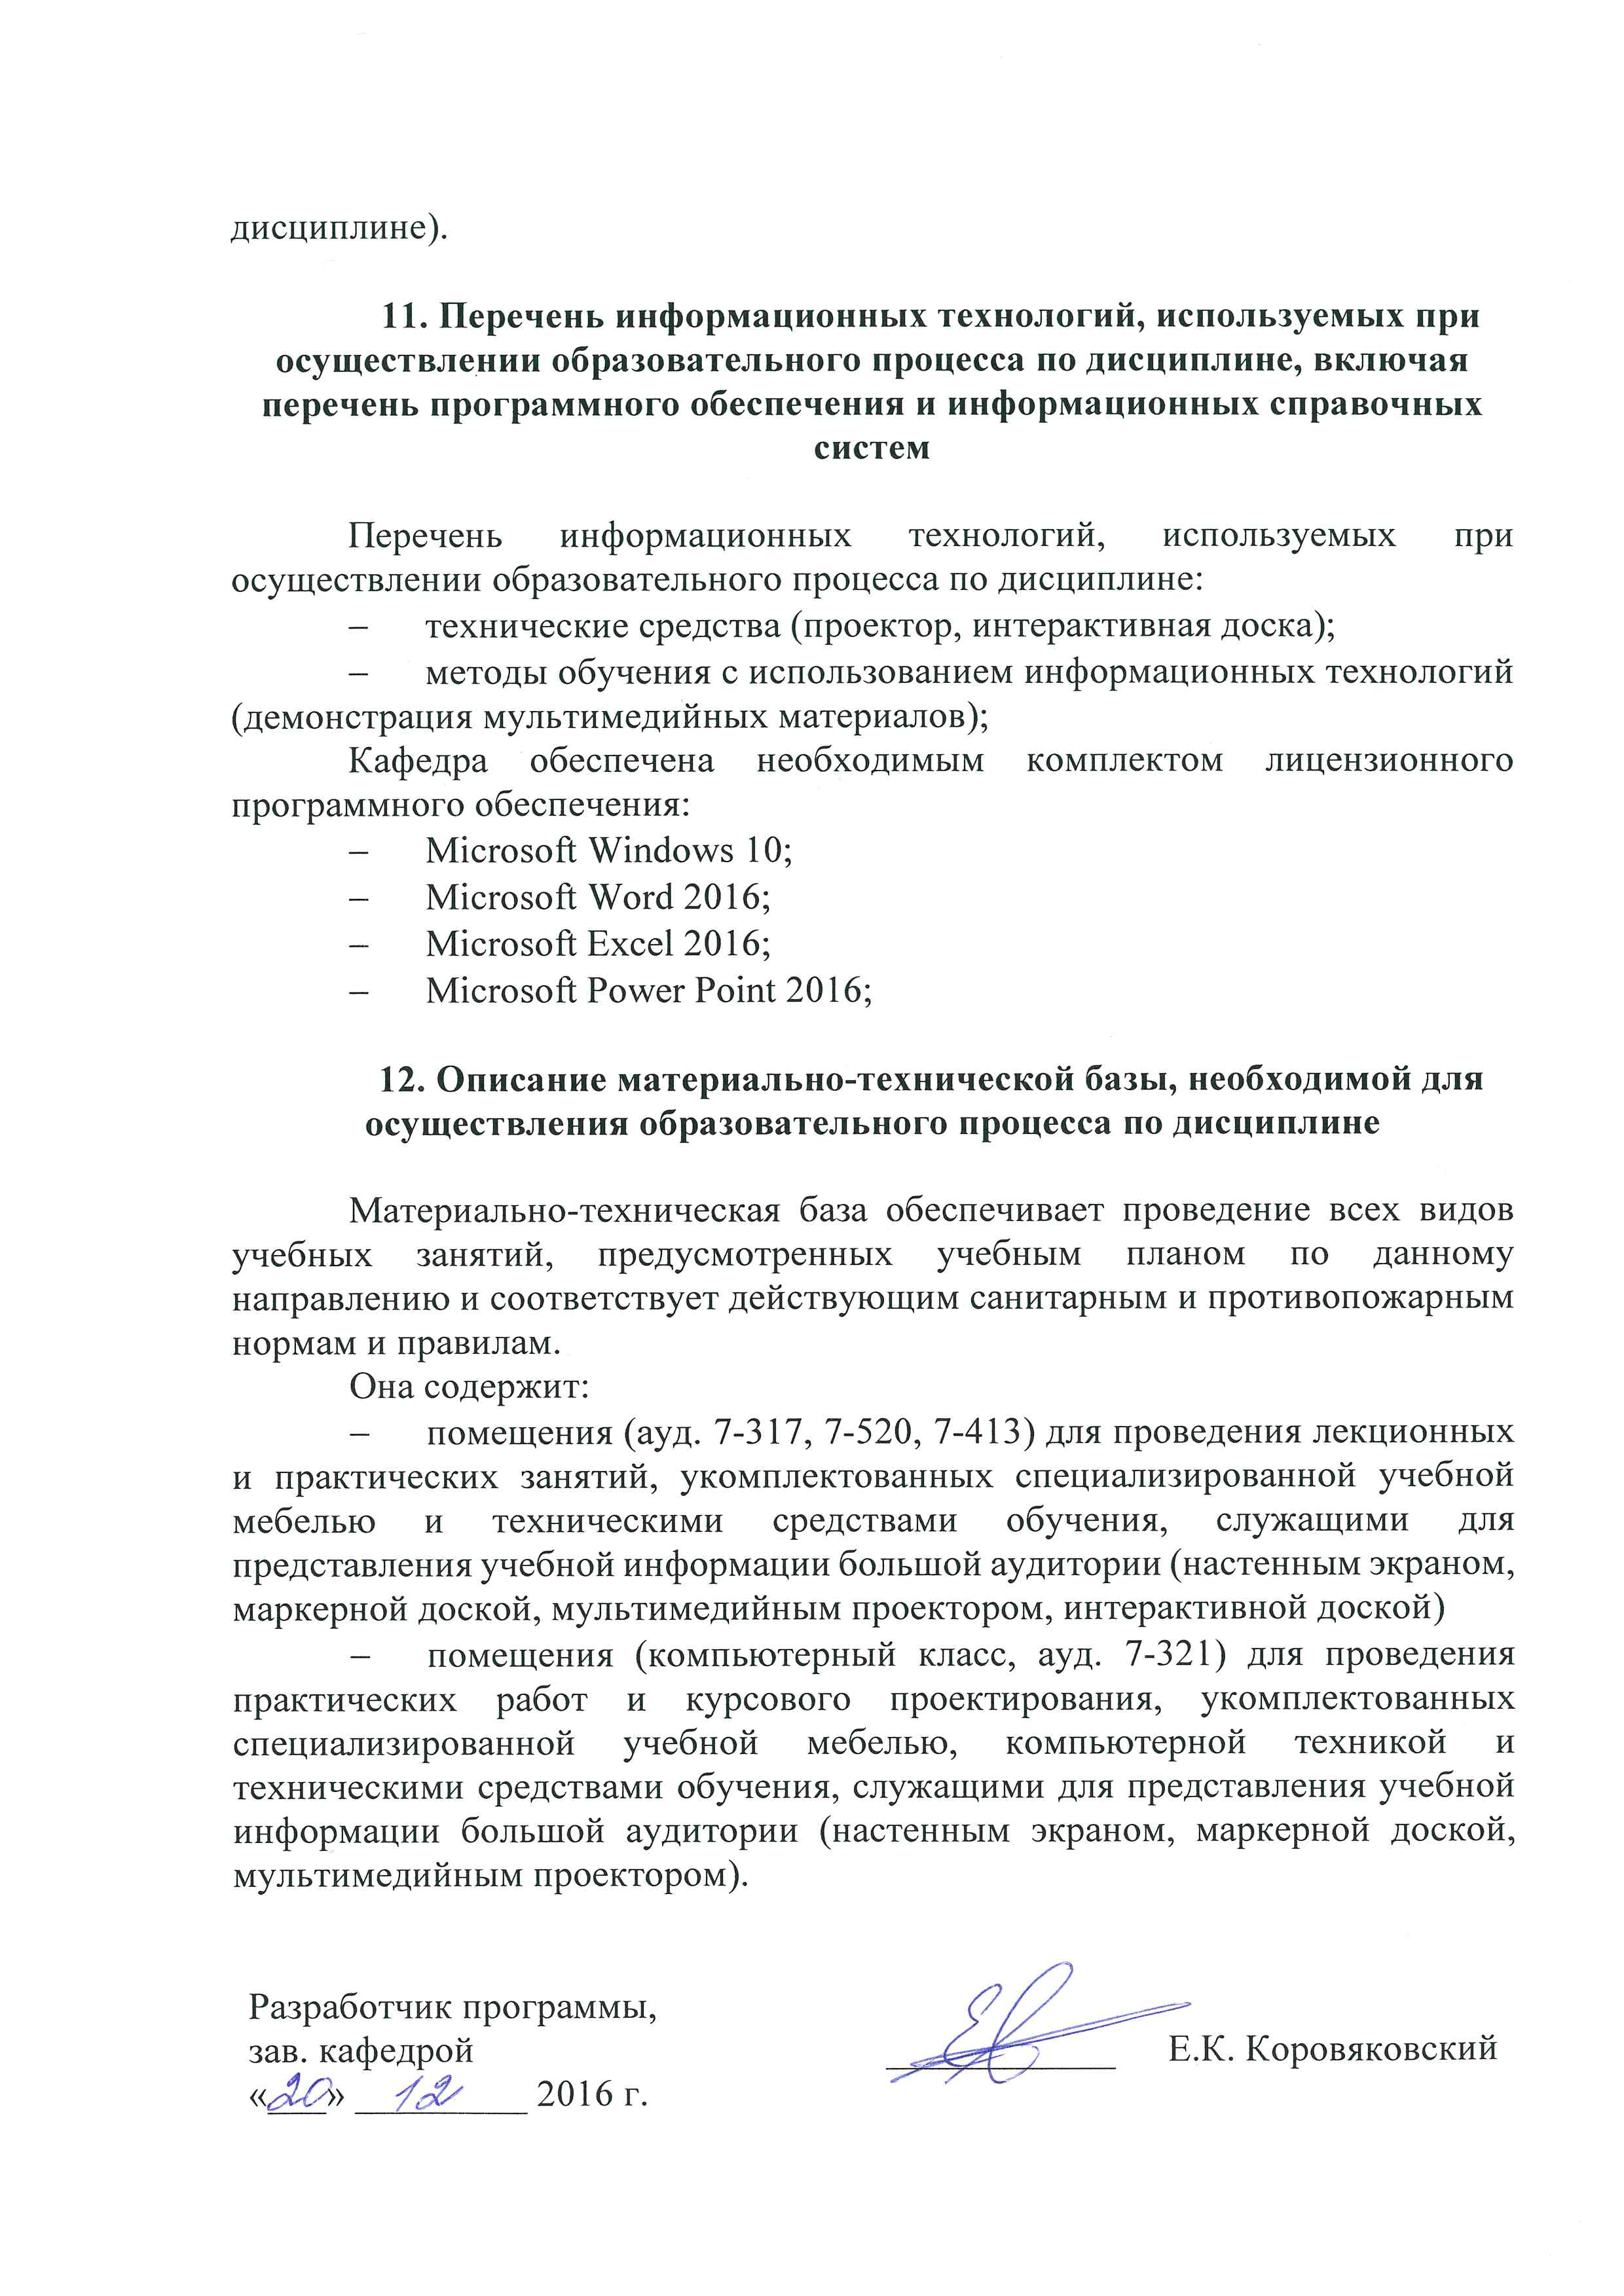 дисциплине).
11. Перечень информационных технологий, используемых при
осуществлении образовательного процесса по дисциплине, включая
перечень программного обеспечения и информационных справочных
систем
Перечень информационных технологий, используемых при
осуществлении образовательного процесса по дисциплине:
– технические средства (проектор, интерактивная доска);
– методы обучения с использованием информационных технологий
(демонстрация мультимедийных материалов);
Кафедра обеспечена необходимым комплектом лицензионного
программного обеспечения:
– Microsoft Windows 10;
– Microsoft Word 2016;
– Microsoft Excel 2016;
– Microsoft Power Point 2016;
12. Описание материально-технической базы, необходимой для
осуществления образовательного процесса по дисциплине
Материально-техническая база обеспечивает проведение всех видов
учебных занятий, предусмотренных учебным планом по данному
направлению и соответствует действующим санитарным и противопожарным
нормам и правилам.
Она содержит:
– помещения (ауд. 7-317, 7-520, 7-413) для проведения лекционных
и практических занятий, укомплектованных специализированной учебной
мебелью и техническими средствами обучения, служащими для
представления учебной информации большой аудитории (настенным экраном,
маркерной доской, мультимедийным проектором, интерактивной доской)
– помещения (компьютерный класс, ауд. 7-321) для проведения
практических работ и курсового проектирования, укомплектованных
специализированной учебной мебелью, компьютерной техникой и
техническими средствами обучения, служащими для представления учебной
информации большой аудитории (настенным экраном, маркерной доской,
мультимедийным проектором).
Разработчик программы,
зав. кафедрой ____________ Е.К. Коровяковский
«20» 12 2016 г.